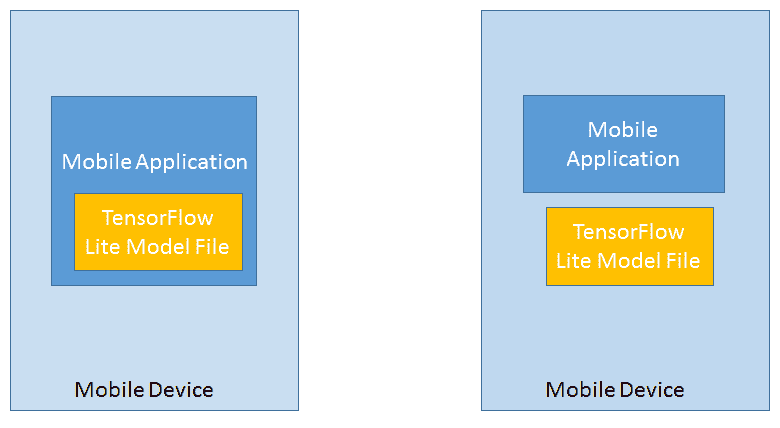 Mobile Application
TensorFlow
Lite Model File
Mobile Device
Mobile
Application
TensorFlow
Lite Model File
Mobile Device